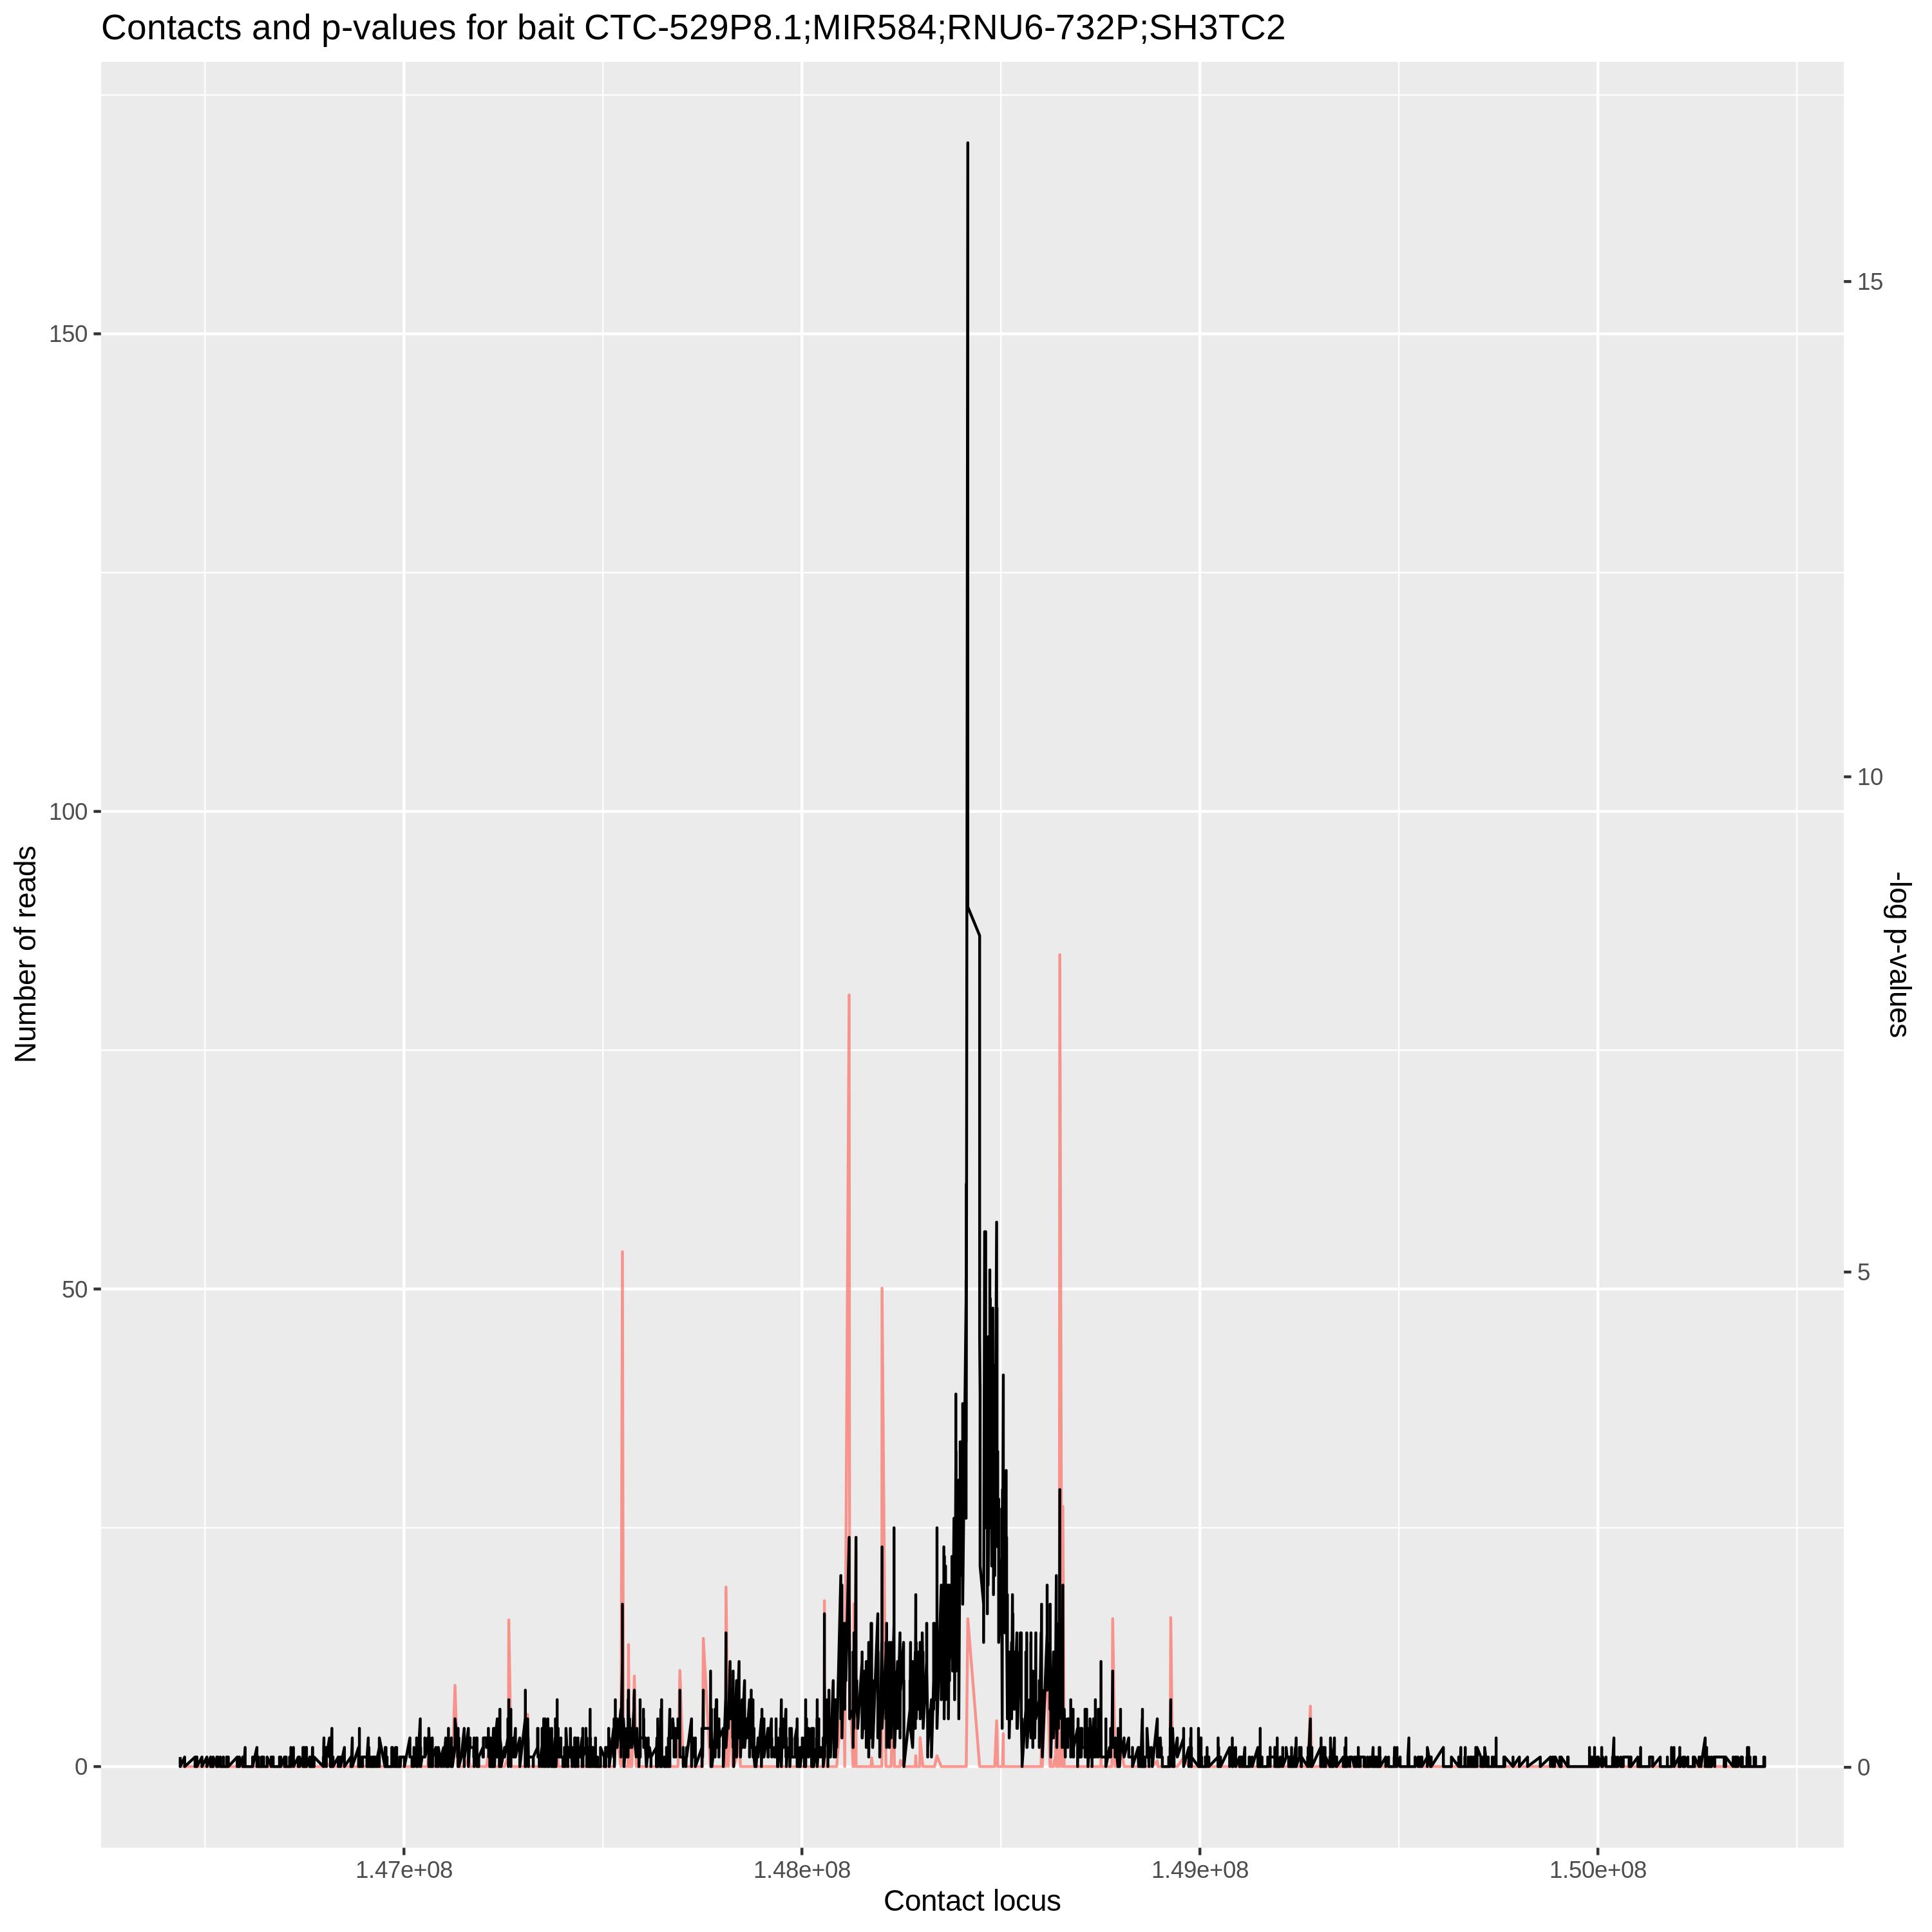 Contacts and p-values for bait CTC-529P8.1;MIR584;RNU6-732P;SH3TC2
150
100
50
0
Number of reads
15
10
5
0
-log p-values
1.47e+08
1.48e+08
1.49e+08
1.50e+08
Contact locus